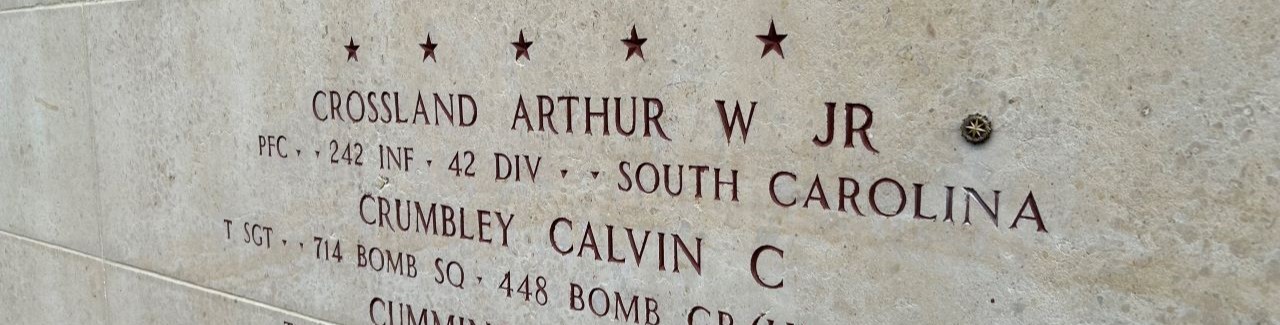 CROSSLAND ARTHUR W JR
PFC · · 242 INF · 42 DIV · · SOUTH CAROLINA
CRUMBLEY CALVIN C
T SGT · · 714 BOMB SQ · 448 BOMB